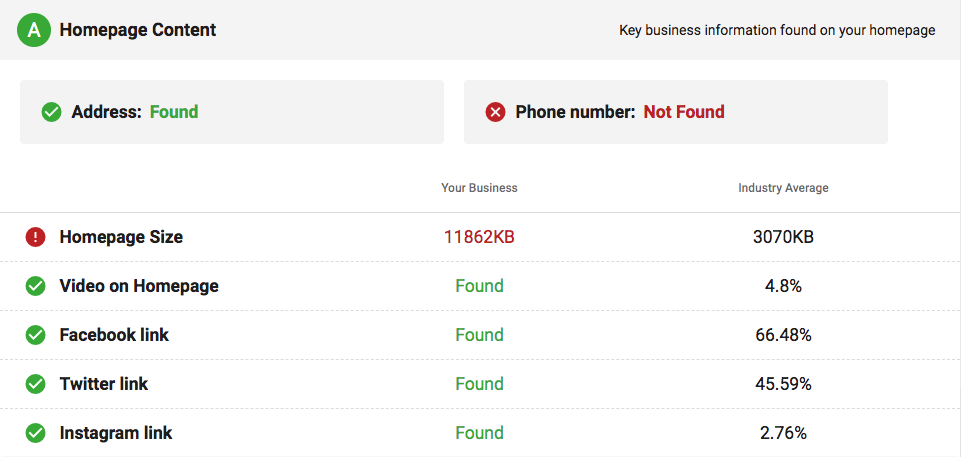 A Homepage Content Key business information found on your homepage
Address: Found Phone number: Not Found
Your Business Industry Average
! Homepage Size 11862KB 3070KB
Video on Homepage Found 4.8%
Facebook link Found 66.48%
Twitter link Found 45.59%
Instagram link Found 2.76%